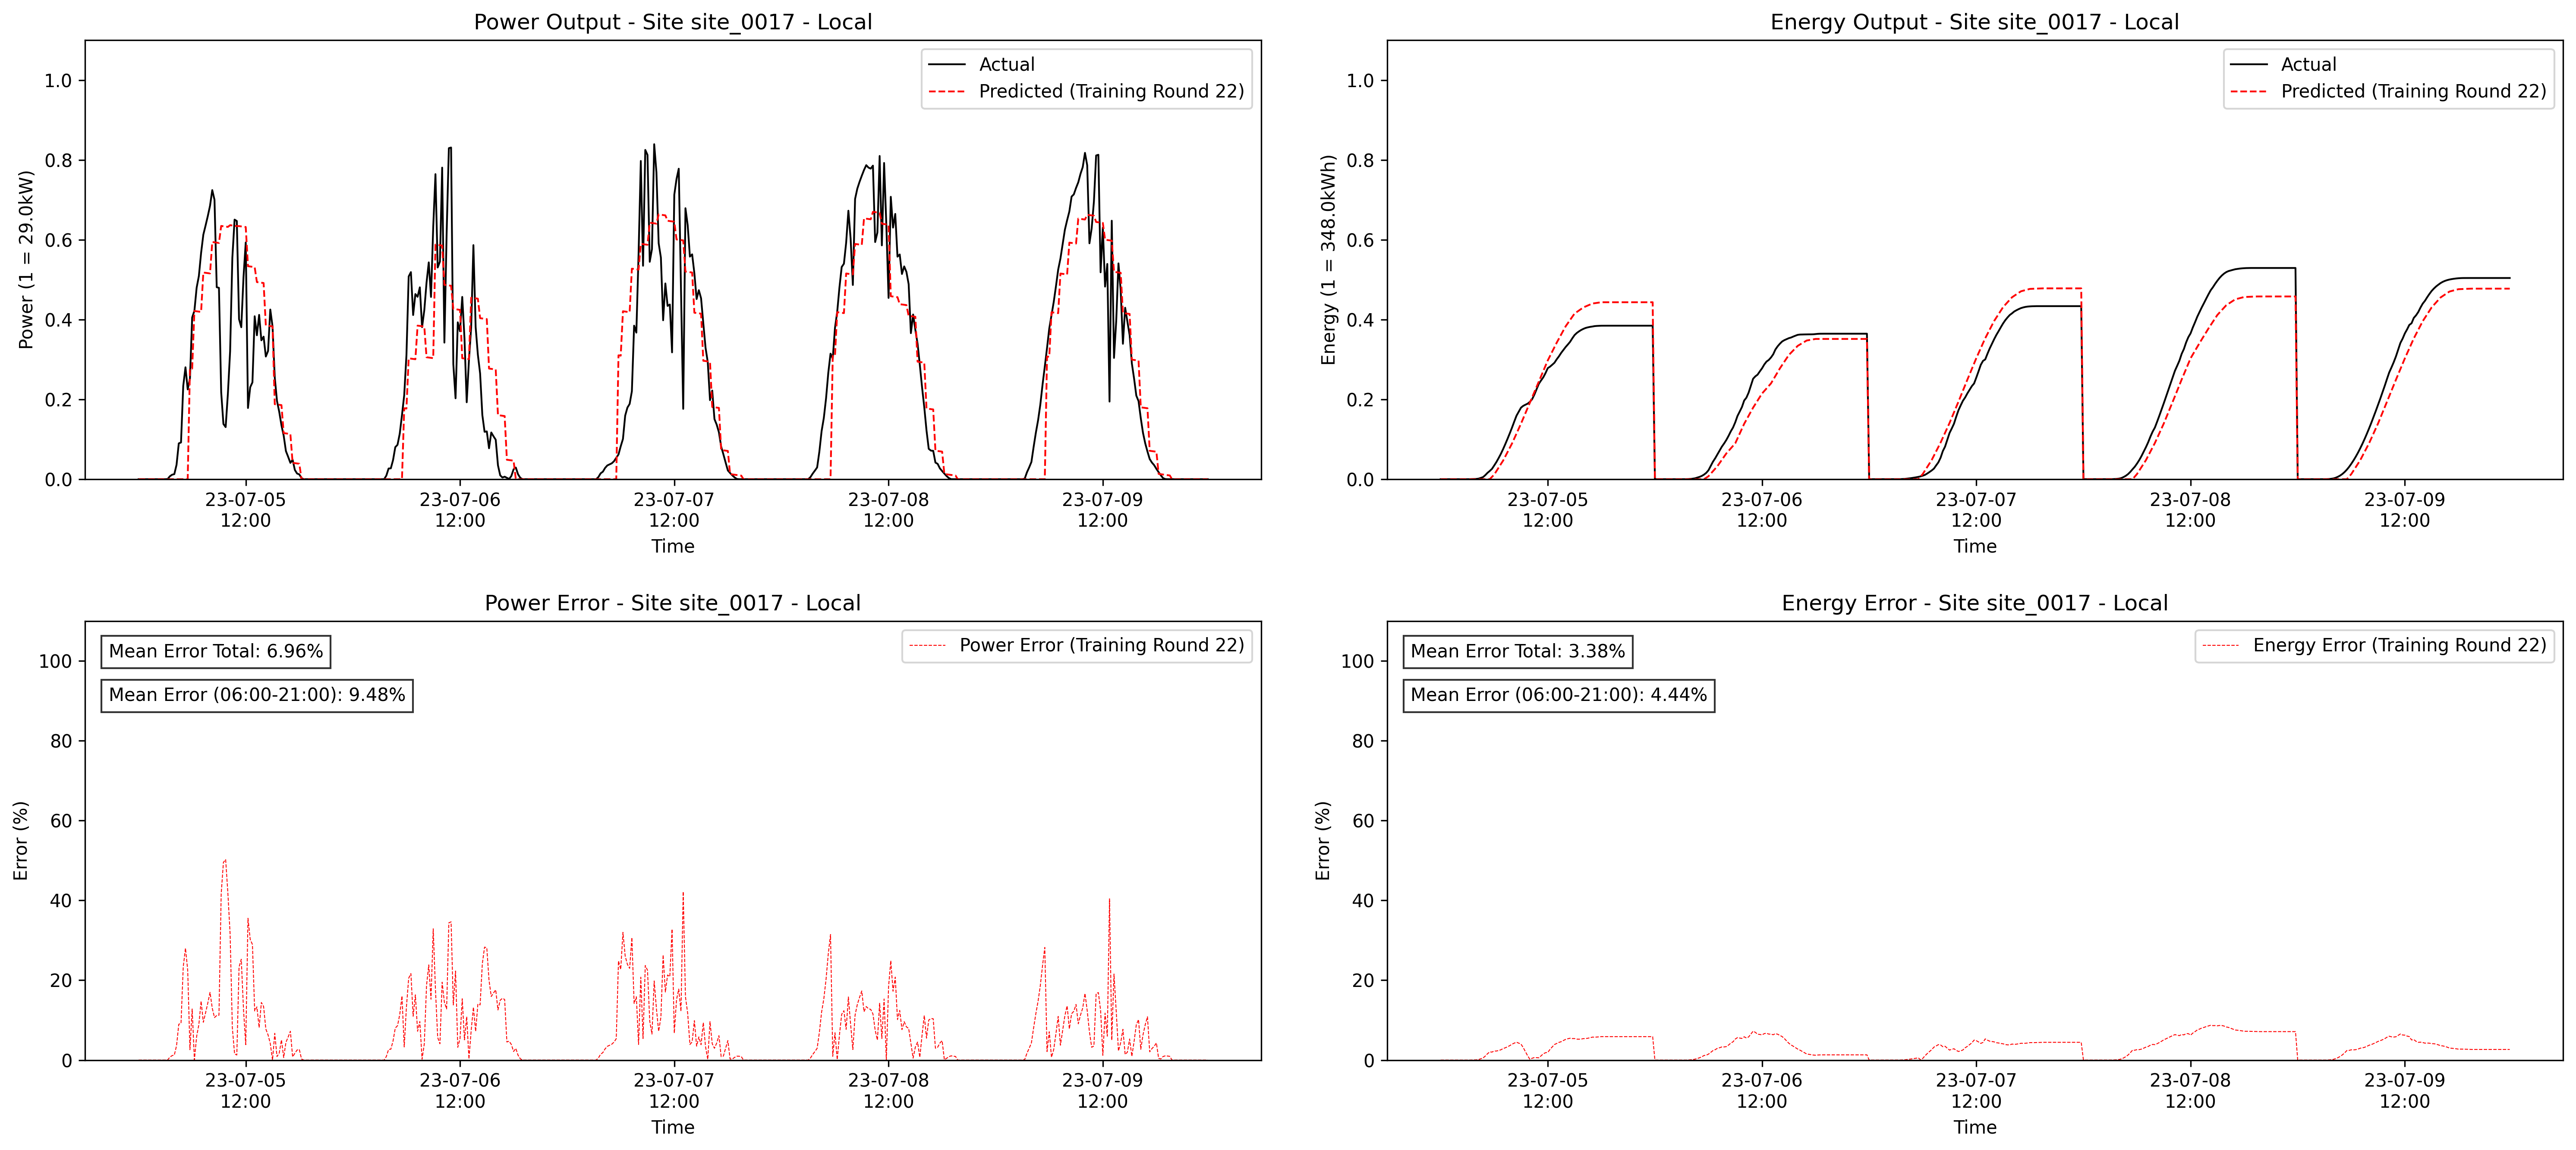 Power Output - Site site_0017 - Local
Power (1 = 29.0kW)
1.0
0.8
0.6
0.4
0.2
0.0
Actual
Predicted (Training Round 22)
23-07-05
12:00
23-07-06
12:00
23-07-07
12:00
23-07-08
12:00
23-07-09
12:00
Time
Energy Output - Site site_0017 - Local
Energy (1 = 348.0kWh)
1.0
0.8
0.6
0.4
0.2
0.0
Actual
Predicted (Training Round 22)
23-07-05
12:00
23-07-06
12:00
23-07-07
12:00
23-07-08
12:00
23-07-09
12:00
Time
Power Error - Site site_0017 - Local
Error (%)
100
80
60
40
20
0
Mean Error Total: 6.96%
Mean Error (06:00-21:00): 9.48%
Power Error (Training Round 22)
23-07-05
12:00
23-07-06
12:00
23-07-07
12:00
23-07-08
12:00
23-07-09
12:00
Time
Energy Error - Site site_0017 - Local
Error (%)
100
80
60
40
20
0
Mean Error Total: 3.38%
Mean Error (06:00-21:00): 4.44%
Energy Error (Training Round 22)
23-07-05
12:00
23-07-06
12:00
23-07-07
12:00
23-07-08
12:00
23-07-09
12:00
Time